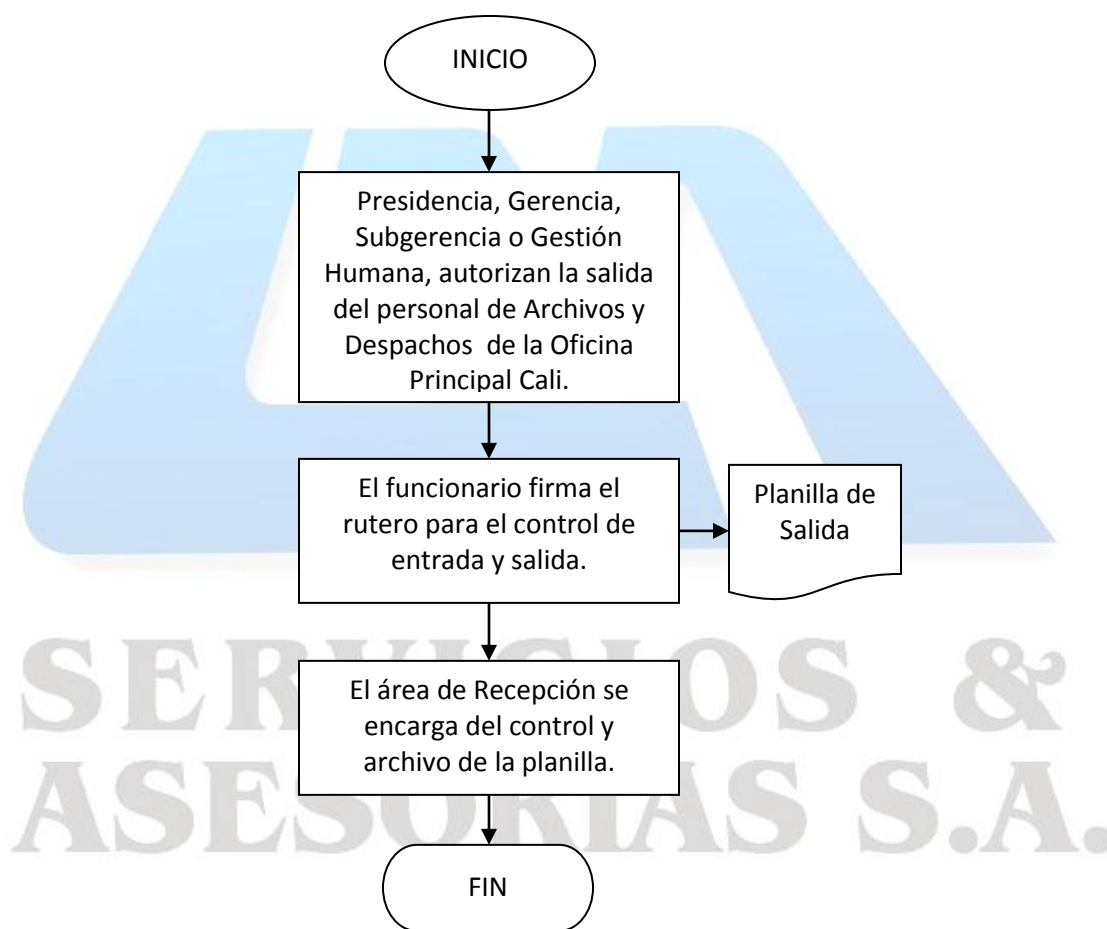 INICIO
Presidencia, Gerencia,
Subgerencia o Gestión
Humana, autorizan la salida
del personal de Archivos y
Despachos de la Oficina
Principal Cali.
El funcionario firma el
rutero para el control de
entrada y salida.
Planilla de
Salida
El área de Recepción se
encarga del control y
archivo de la planilla.
FIN
SERVICIOS &
ASESORIAS S.A.